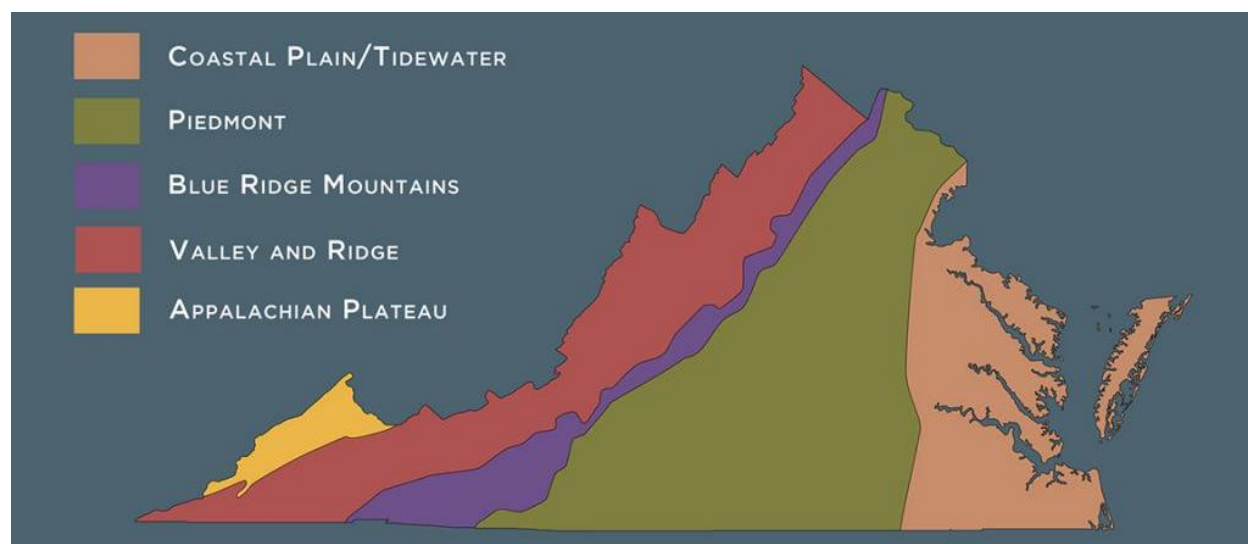 Coastal Plain/Tidewater
Piedmont
Blue Ridge Mountains
Valley and Ridge
Appalachian Plateau